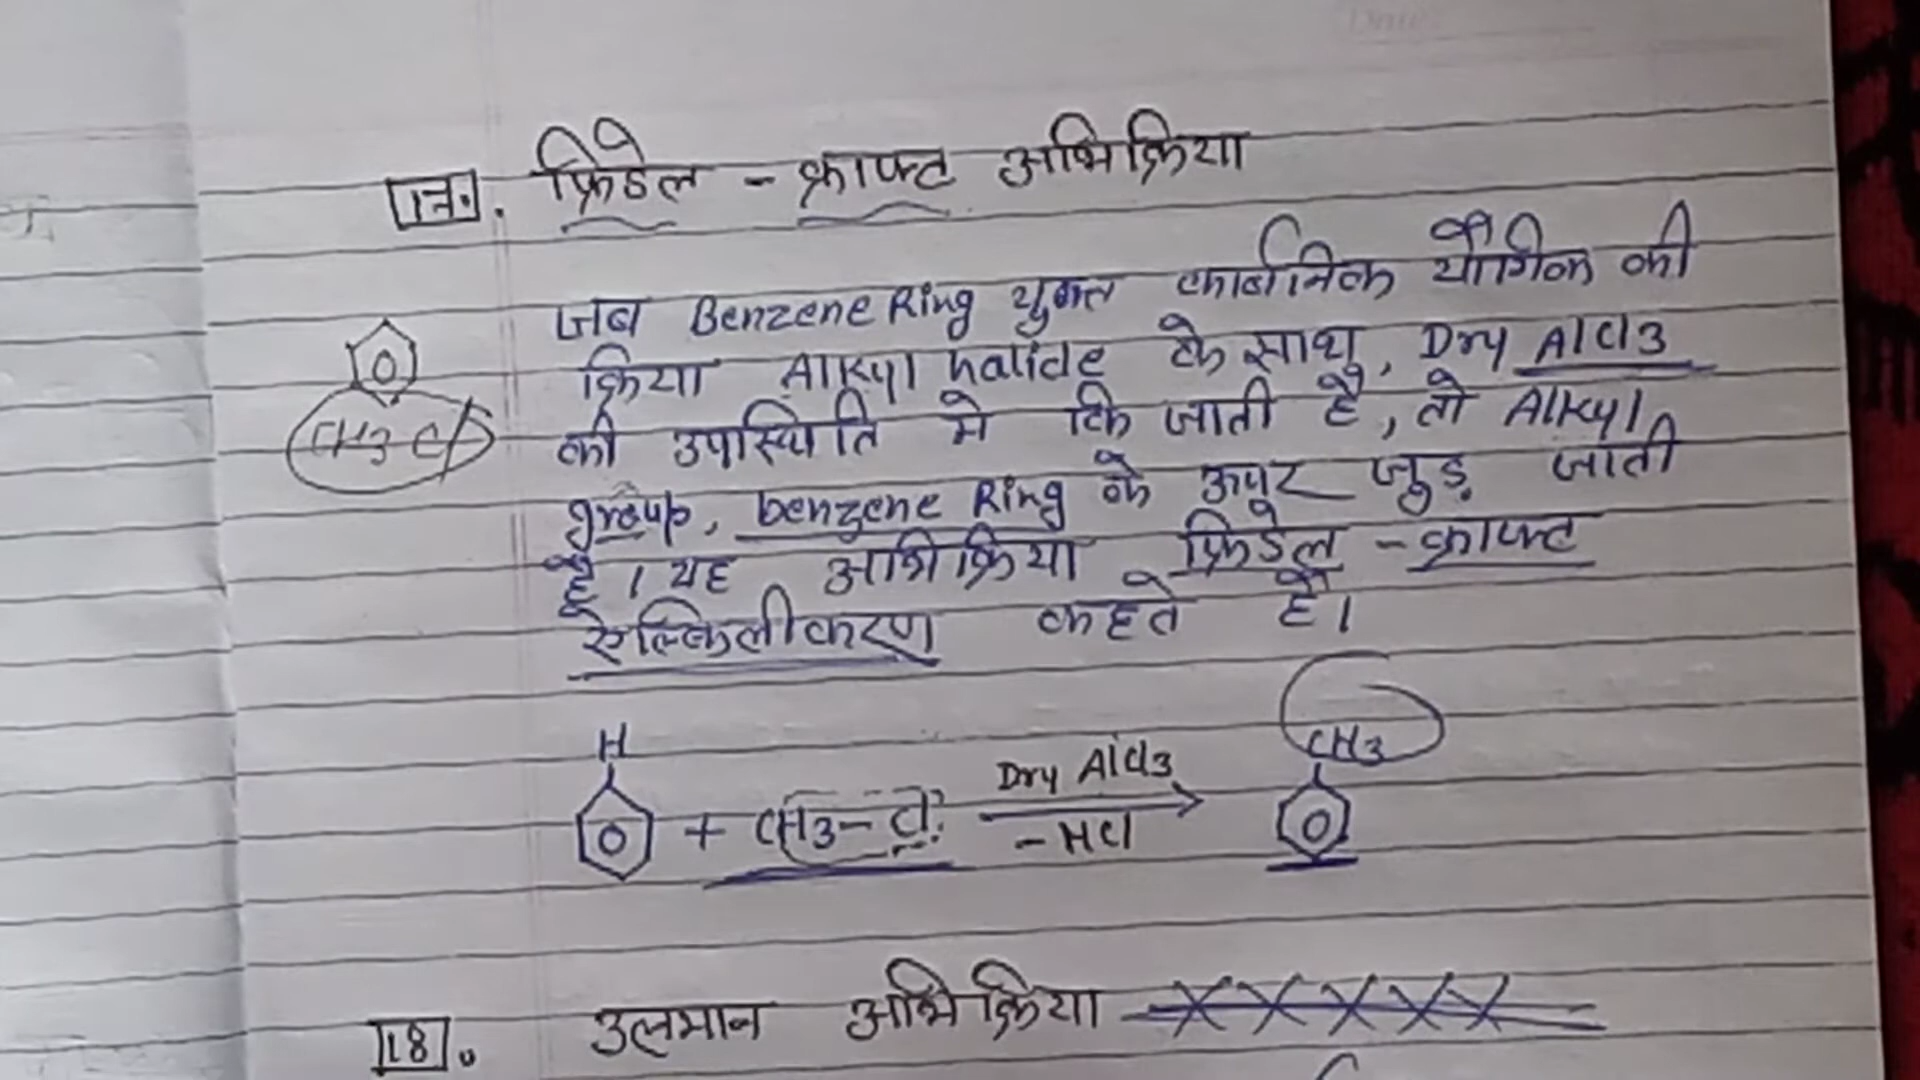 17. फ्रिडेल - क्राफ्ट अभिक्रिया
जब Benzene Ring युक्त कार्बनिक यौगिक की
क्रिया Alkyl halide के साथ, Dry AlCl3
की उपस्थिति मे कि जाती है, तो Alkyl
group, benzene Ring के ऊपर जुड़ जाती
है। यह अभिक्रिया फ्रिडेल - क्राफ्ट
ऐल्किलीकरण कहते है।
CH3 Cl
H
+ CH3 - Cl Dry AlCl3 - HCl CH3
18. उलमान अभिक्रिया